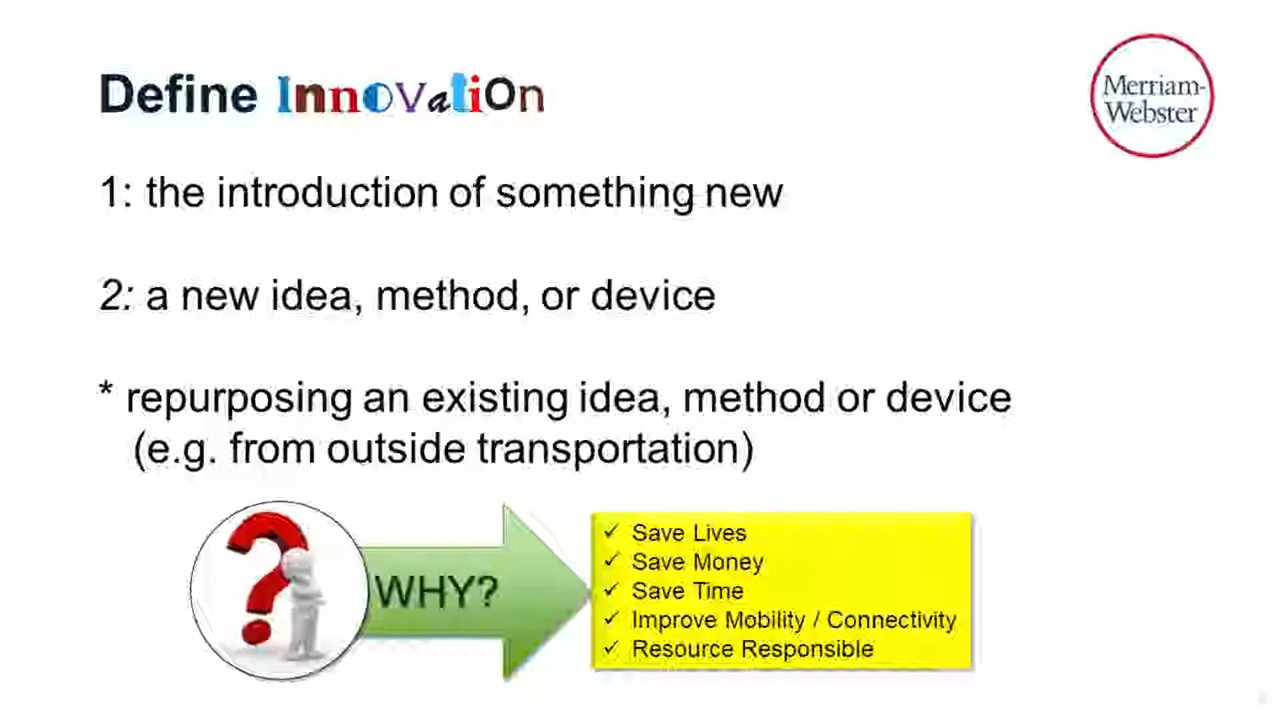 Define Innovation
Merriam-
Webster
1: the introduction of something new
2: a new idea, method, or device
* repurposing an existing idea, method or device
(e.g. from outside transportation)
?
WHY?
✓ Save Lives
✓ Save Money
✓ Save Time
✓ Improve Mobility / Connectivity
✓ Resource Responsible